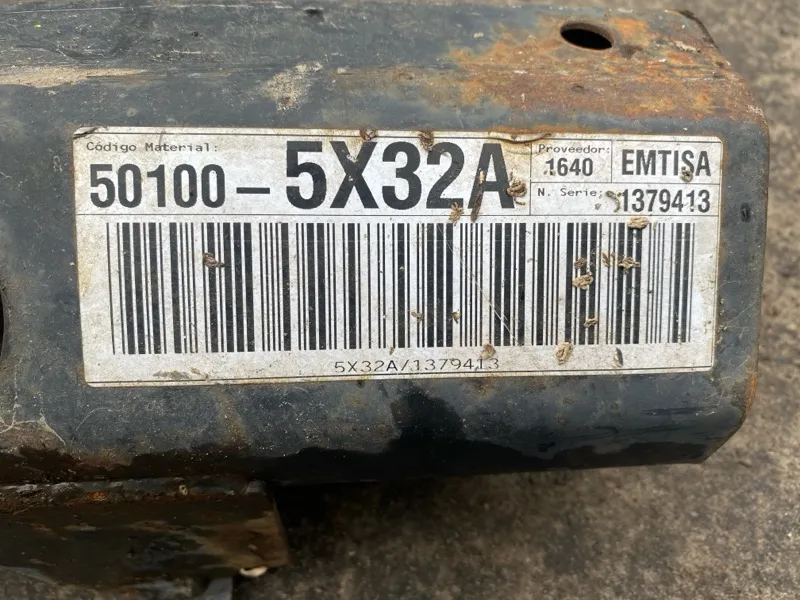 Código Material:
50100 - 5X32A
Proveedor:
1640
EMTISA
N. Serie:
1379413
5X32A/1379413